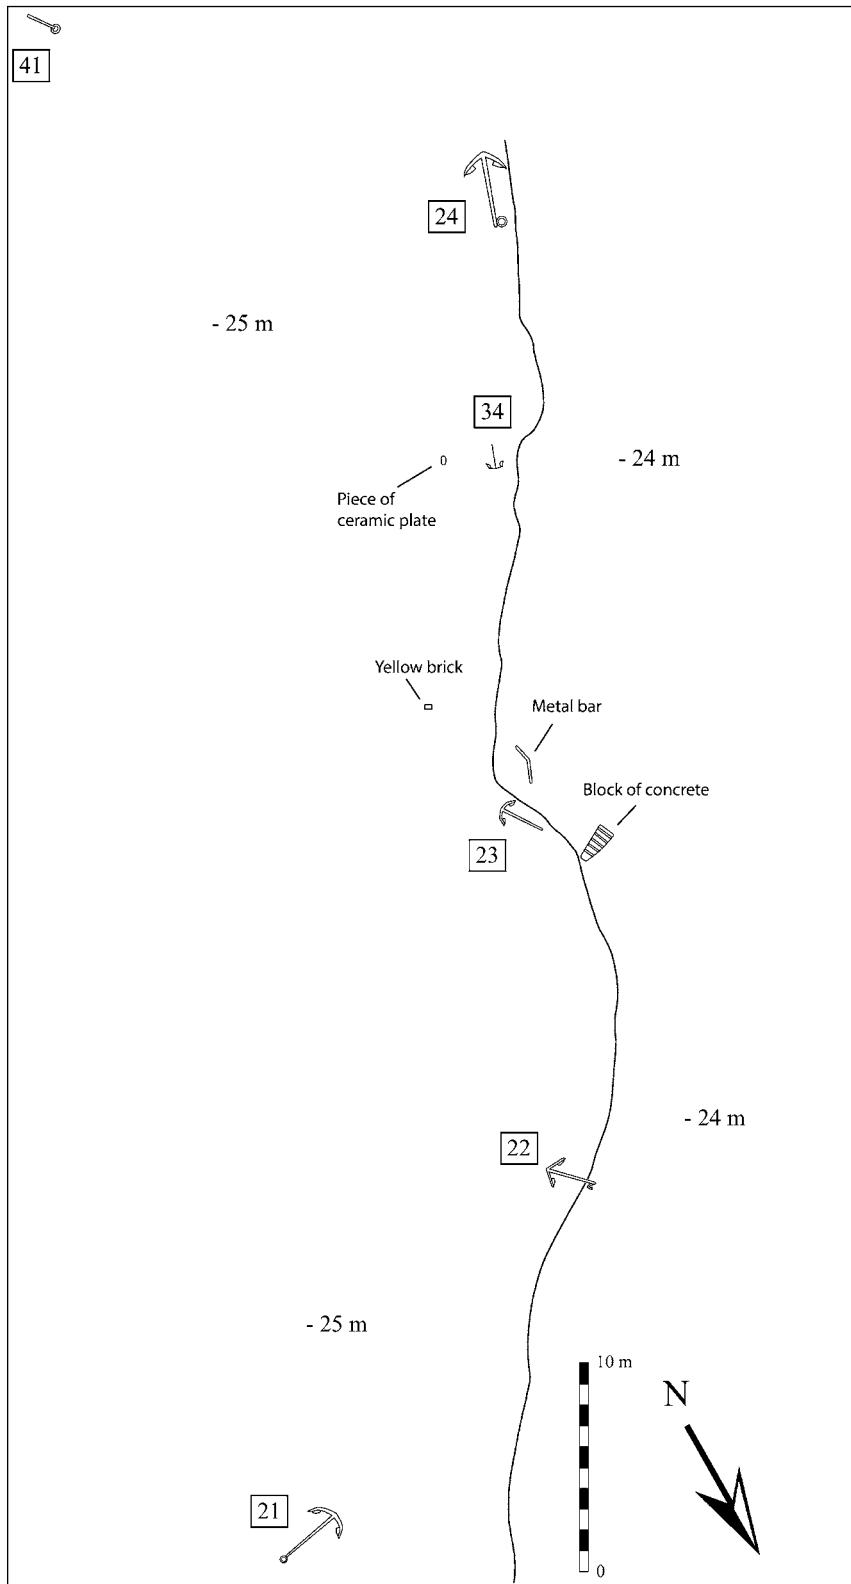 41
24
- 25 m
34
- 24 m
0
Piece of
ceramic plate
Yellow brick
Metal bar
Block of concrete
23
22
- 24 m
- 25 m
10 m
N
21
0